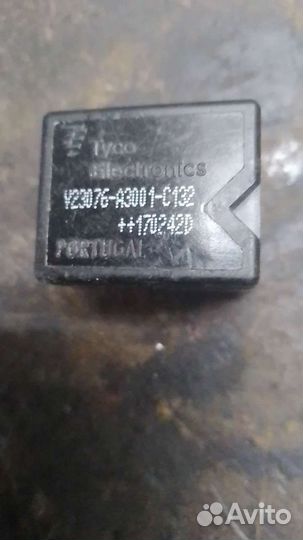 Tyco
Electronics
V23076-A3001-C132
++170242D
PORTUGAL
Avito